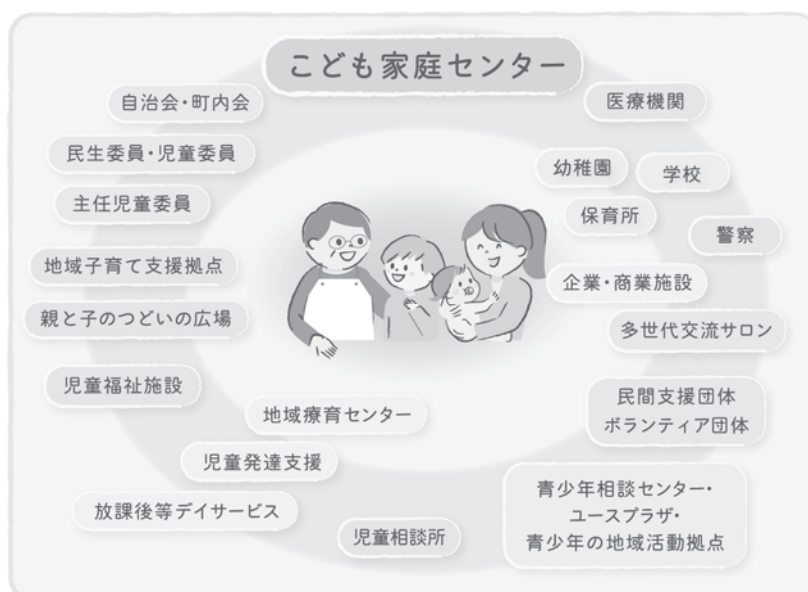 こども家庭センター
自治会・町内会
医療機関
民生委員・児童委員
幼稚園
学校
主任児童委員
保育所
警察
地域子育て支援拠点
企業・商業施設
親と子のつどいの広場
多世代交流サロン
児童福祉施設
民間支援団体
ボランティア団体
地域療育センター
児童発達支援
放課後等デイサービス
児童相談所
青少年相談センター・
ユースプラザ・
青少年の地域活動拠点